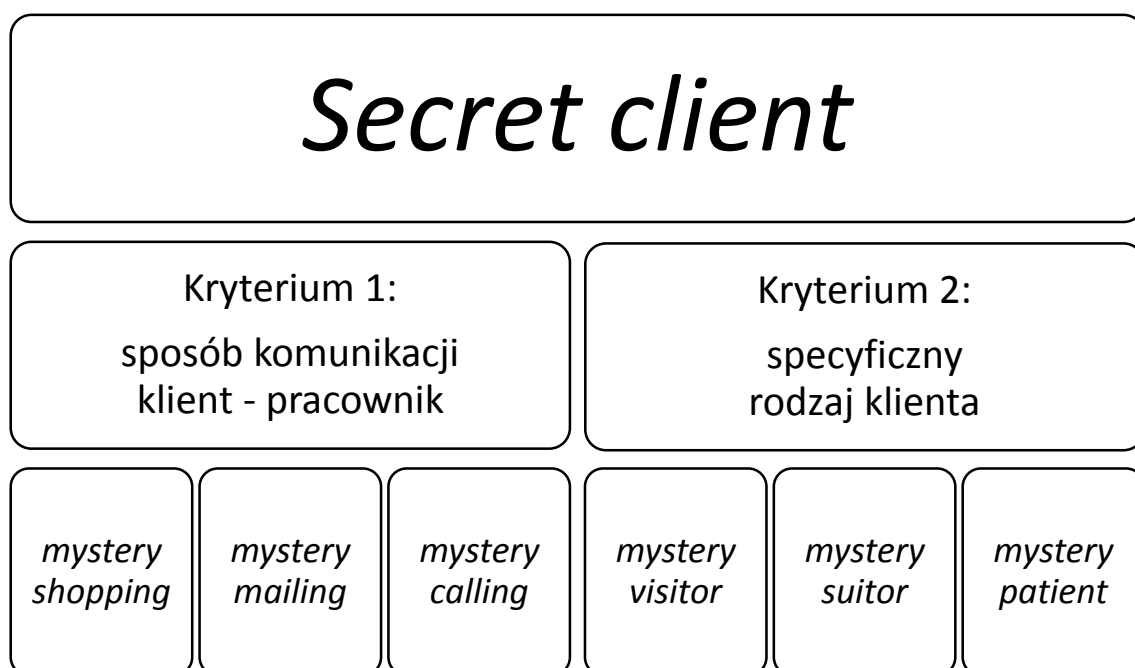 Secret client
Kryterium 1:
sposób komunikacji
klient - pracownik
Kryterium 2:
specyficzny
rodzaj klienta
mystery
shopping
mystery
mailing
mystery
calling
mystery
visitor
mystery
suitor
mystery
patient